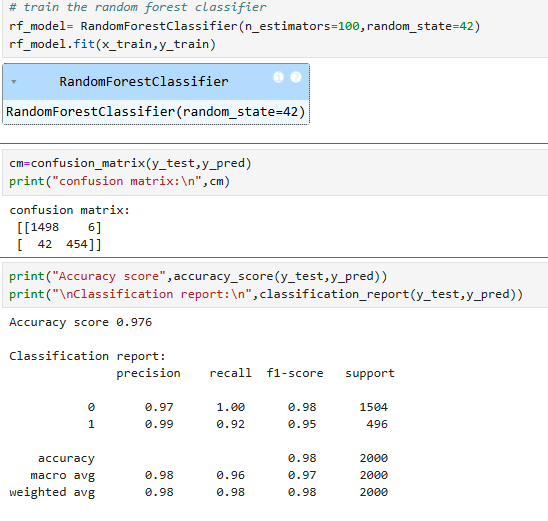 # train the random forest classifier
rf_model= RandomForestClassifier(n_estimators=100,random_state=42)
rf_model.fit(x_train,y_train)
RandomForestClassifier
RandomForestClassifier(random_state=42)
cm=confusion_matrix(y_test,y_pred)
print("confusion matrix:\n",cm)
confusion matrix:
 [[1498    6]
 [  42  454]]
print("Accuracy score",accuracy_score(y_test,y_pred))
print("\nClassification report:\n",classification_report(y_test,y_pred))
Accuracy score 0.976
Classification report:
               precision    recall  f1-score   support
           0       0.97      1.00      0.98      1504
           1       0.99      0.92      0.95       496
    accuracy                           0.98      2000
   macro avg       0.98      0.96      0.97      2000
weighted avg       0.98      0.98      0.98      2000